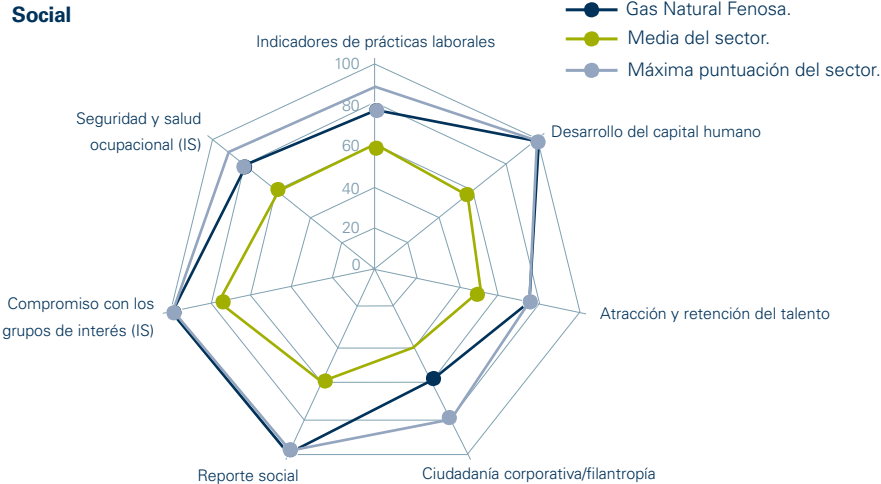 Social
Gas Natural Fenosa.
Media del sector.
Máxima puntuación del sector.
Indicadores de prácticas laborales
100
80
60
40
20
0
Desarrollo del capital humano
Atracción y retención del talento
Ciudadanía corporativa/filantropía
Reporte social
Compromiso con los
grupos de interés (IS)
Seguridad y salud
ocupacional (IS)